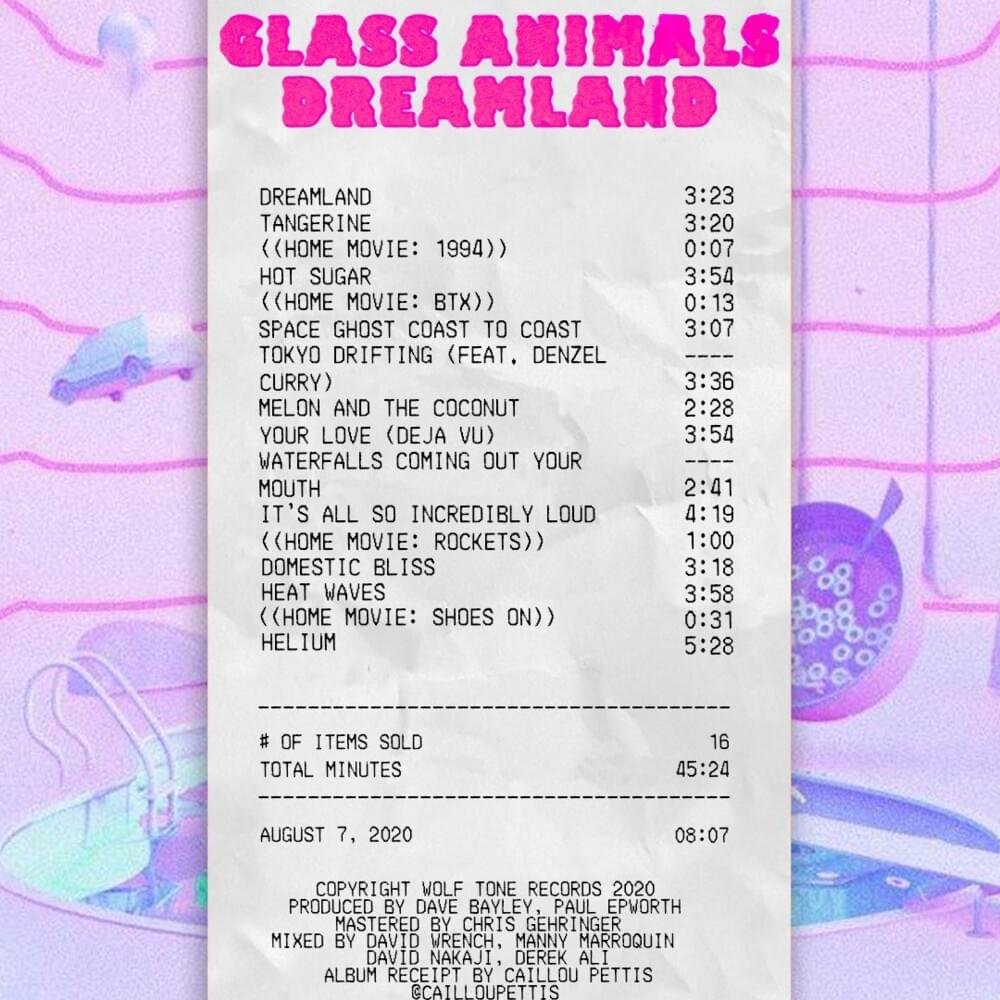 GLASS ANIMALS
DREAMLAND
DREAMLAND 3:23
TANGERINE 3:20
((HOME MOVIE: 1994)) 0:07
HOT SUGAR 3:54
((HOME MOVIE: BTX)) 0:13
SPACE GHOST COAST TO COAST 3:07
TOKYO DRIFTING (FEAT. DENZEL ----
CURRY) 3:36
MELON AND THE COCONUT 2:28
YOUR LOVE (DEJA VU) 3:54
WATERFALLS COMING OUT YOUR ----
MOUTH 2:41
IT'S ALL SO INCREDIBLY LOUD 4:19
((HOME MOVIE: ROCKETS)) 1:00
DOMESTIC BLISS 3:18
HEAT WAVES 3:58
((HOME MOVIE: SHOES ON)) 0:31
HELIUM 5:28
# OF ITEMS SOLD 16
TOTAL MINUTES 45:24
AUGUST 7, 2020 08:07
COPYRIGHT WOLF TONE RECORDS 2020
PRODUCED BY DAVE BAYLEY, PAUL EPWORTH
MASTERED BY CHRIS GEHRINGER
MIXED BY DAVID WRENCH, MANNY MARROQUIN
DAVID NAKAJI, DEREK ALI
ALBUM RECEIPT BY CAILLOU PETTIS
@CAILLOUPETTIS